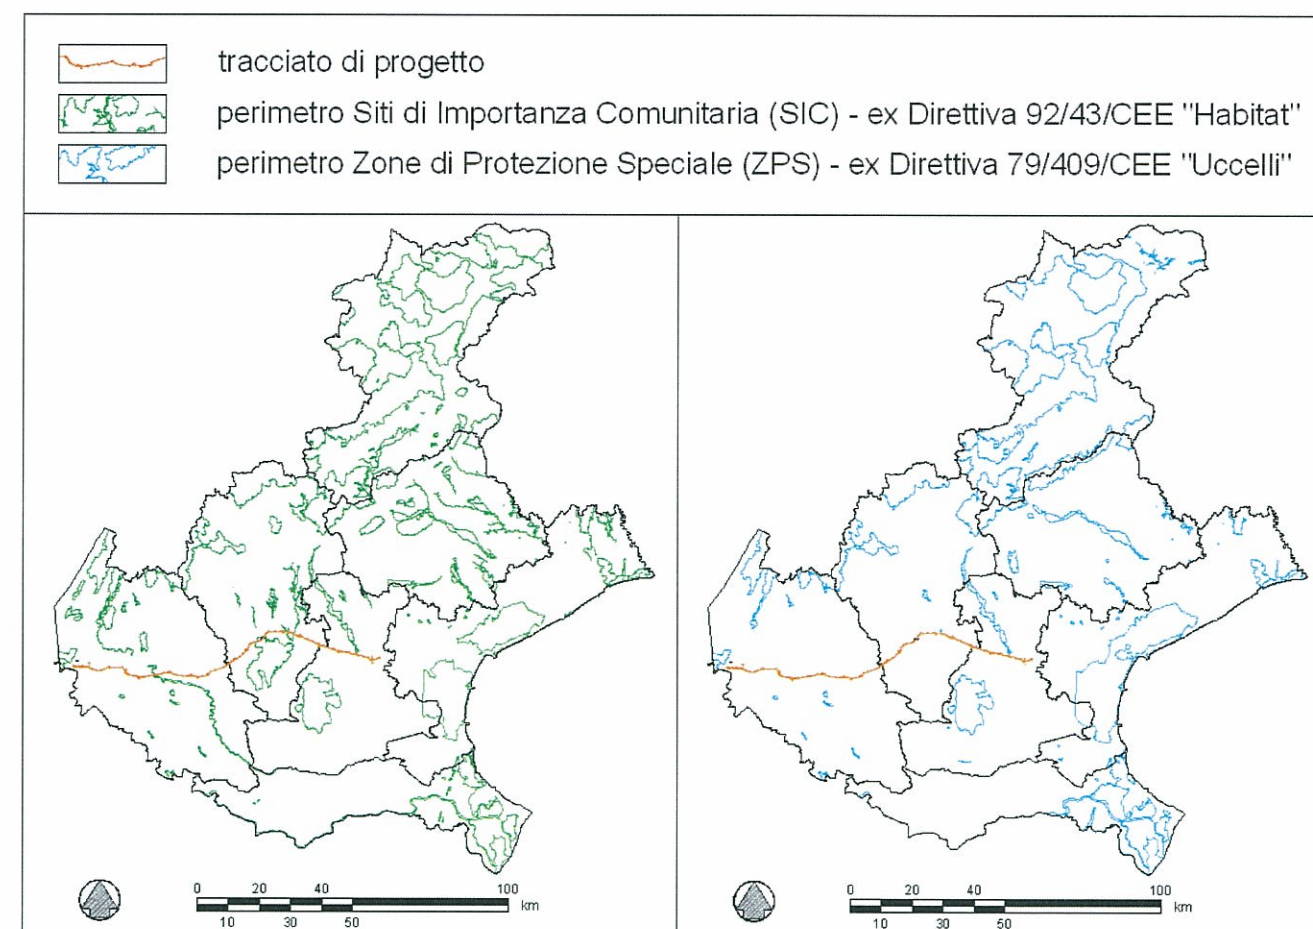 tracciato di progetto
perimetro Siti di Importanza Comunitaria (SIC) - ex Direttiva 92/43/CEE "Habitat"
perimetro Zone di Protezione Speciale (ZPS) - ex Direttiva 79/409/CEE "Uccelli"
0 20 40 100
km
10 30 50
0 20 40 100
km
10 30 50